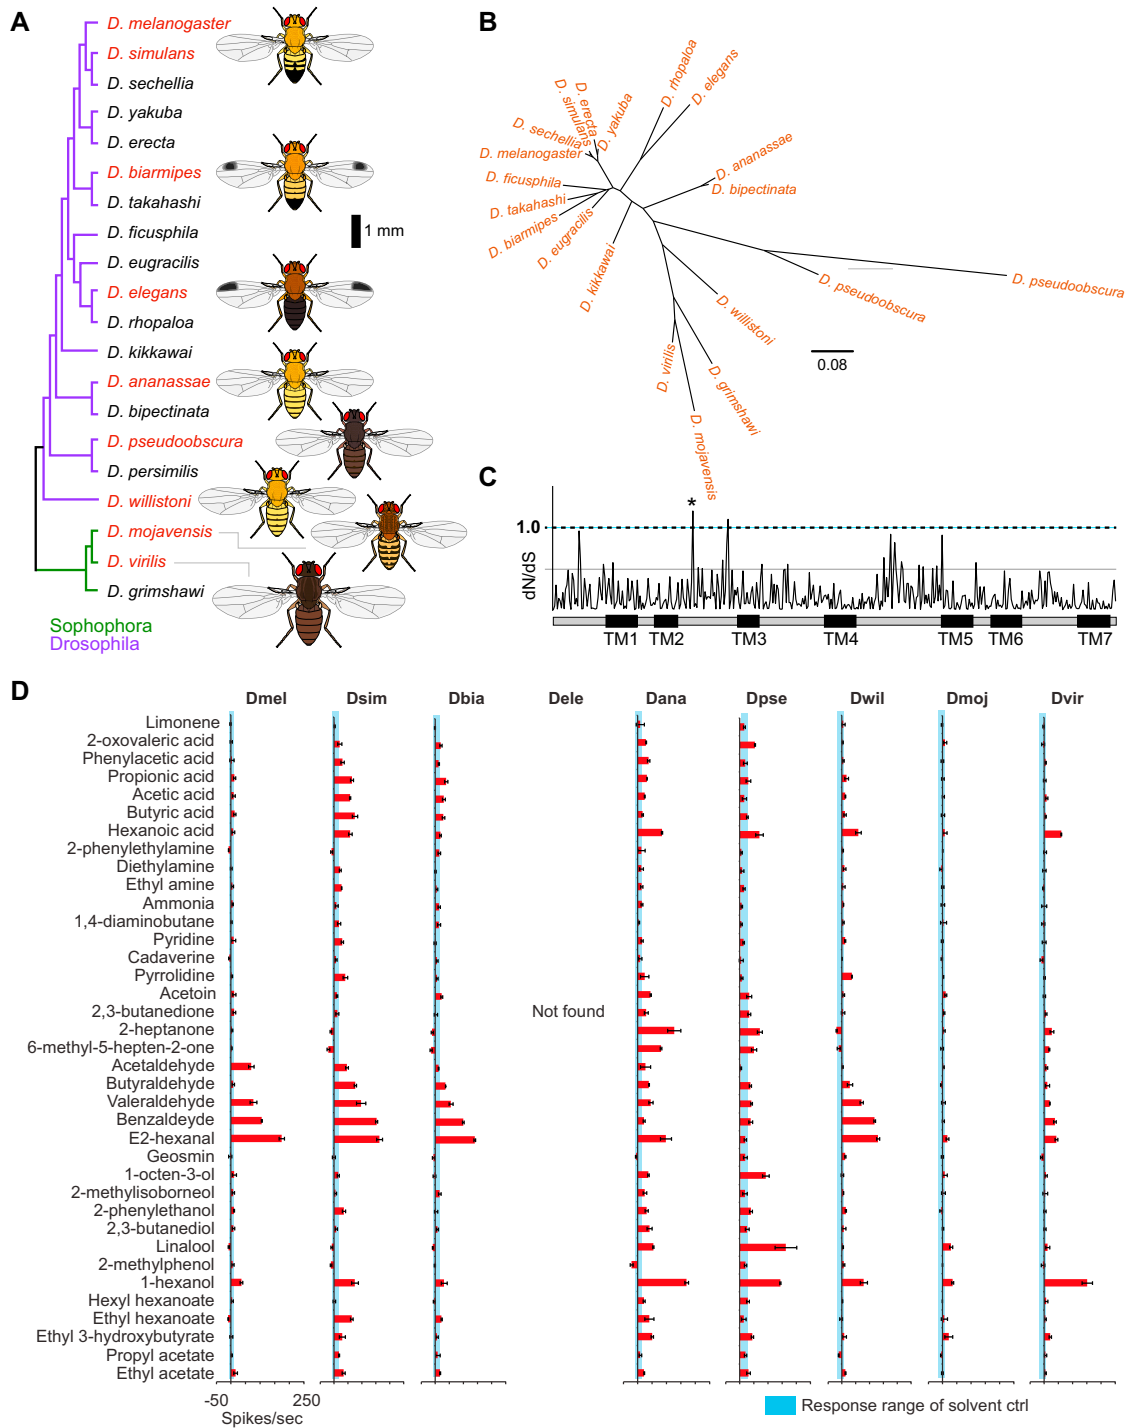 A
D. melanogaster
D. simulans
D. sechellia
D. yakuba
D. erecta
D. biarmipes
D. takahashi
D. ficusphila
D. eugracilis
D. elegans
D. rhopaloa
D. kikkawai
D. ananassae
D. bipectinata
D. pseudoobscura
D. persimilis
D. willistoni
D. mojavensis
D. virilis
D. grimshawi
1 mm
Sophophora
Drosophila
B
D. rhopaloa
D. elegans
D. yakuba
D. erecta
D. simulans
D. sechellia
D. melanogaster
D. ficusphila
D. takahashi
D. biarmipes
D. eugracilis
D. kikkawai
D. ananassae
D. bipectinata
D. pseudoobscura
D. pseudoobscura
D. willistoni
D. grimshawi
D. virilis
D. mojavensis
0.08
C
*
1.0
dN/dS
TM1 TM2 TM3 TM4 TM5 TM6 TM7
D
Dmel Dsim Dbia Dele Dana Dpse Dwil Dmoj Dvir
Limonene
2-oxovaleric acid
Phenylacetic acid
Propionic acid
Acetic acid
Butyric acid
Hexanoic acid
2-phenylethylamine
Diethylamine
Ethyl amine
Ammonia
1,4-diaminobutane
Pyridine
Cadaverine
Pyrrolidine
Acetoin
2,3-butanedione
2-heptanone
6-methyl-5-hepten-2-one
Acetaldehyde
Butyraldehyde
Valeraldehyde
Benzaldeyde
E2-hexanal
Geosmin
1-octen-3-ol
2-methylisoborneol
2-phenylethanol
2,3-butanediol
Linalool
2-methylphenol
1-hexanol
Hexyl hexanoate
Ethyl hexanoate
Ethyl 3-hydroxybutyrate
Propyl acetate
Ethyl acetate
Not found
-50 250
Spikes/sec
Response range of solvent ctrl